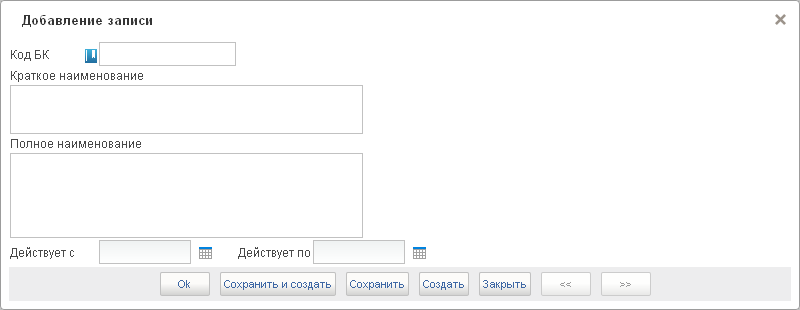 Добавление записи
Код БК
Краткое наименование
Полное наименование
Действует с Действует по
Ok Сохранить и создать Сохранить Создать Закрыть << >>